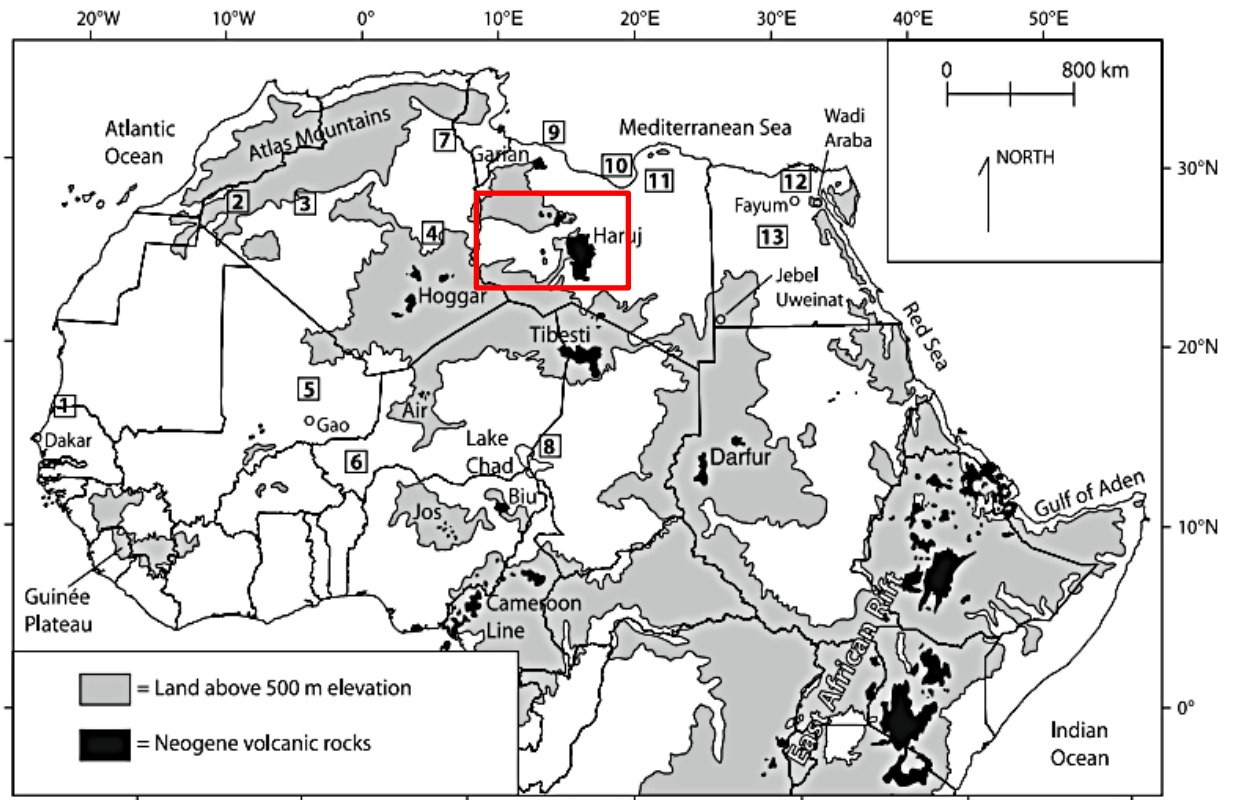 20°W 10°W 0° 10°E 20°E 30°E 40°E 50°E
0 800 km
NORTH
Atlantic
Ocean
Atlas Mountains
Mediterranean Sea
Wadi
Araba
7
9
Garian
10
11
12
30°N
2
3
Fayum
4
13
Haruj
Jebel
Uweinat
Hoggar
Red Sea
Tibesti
20°N
5
1
Air
Gao
Dakar
Lake
Chad
8
6
Darfur
Biu
Jos
Gulf of Aden
10°N
Guinée
Plateau
Cameroon
Line
East African Rift
= Land above 500 m elevation
= Neogene volcanic rocks
0°
Indian
Ocean